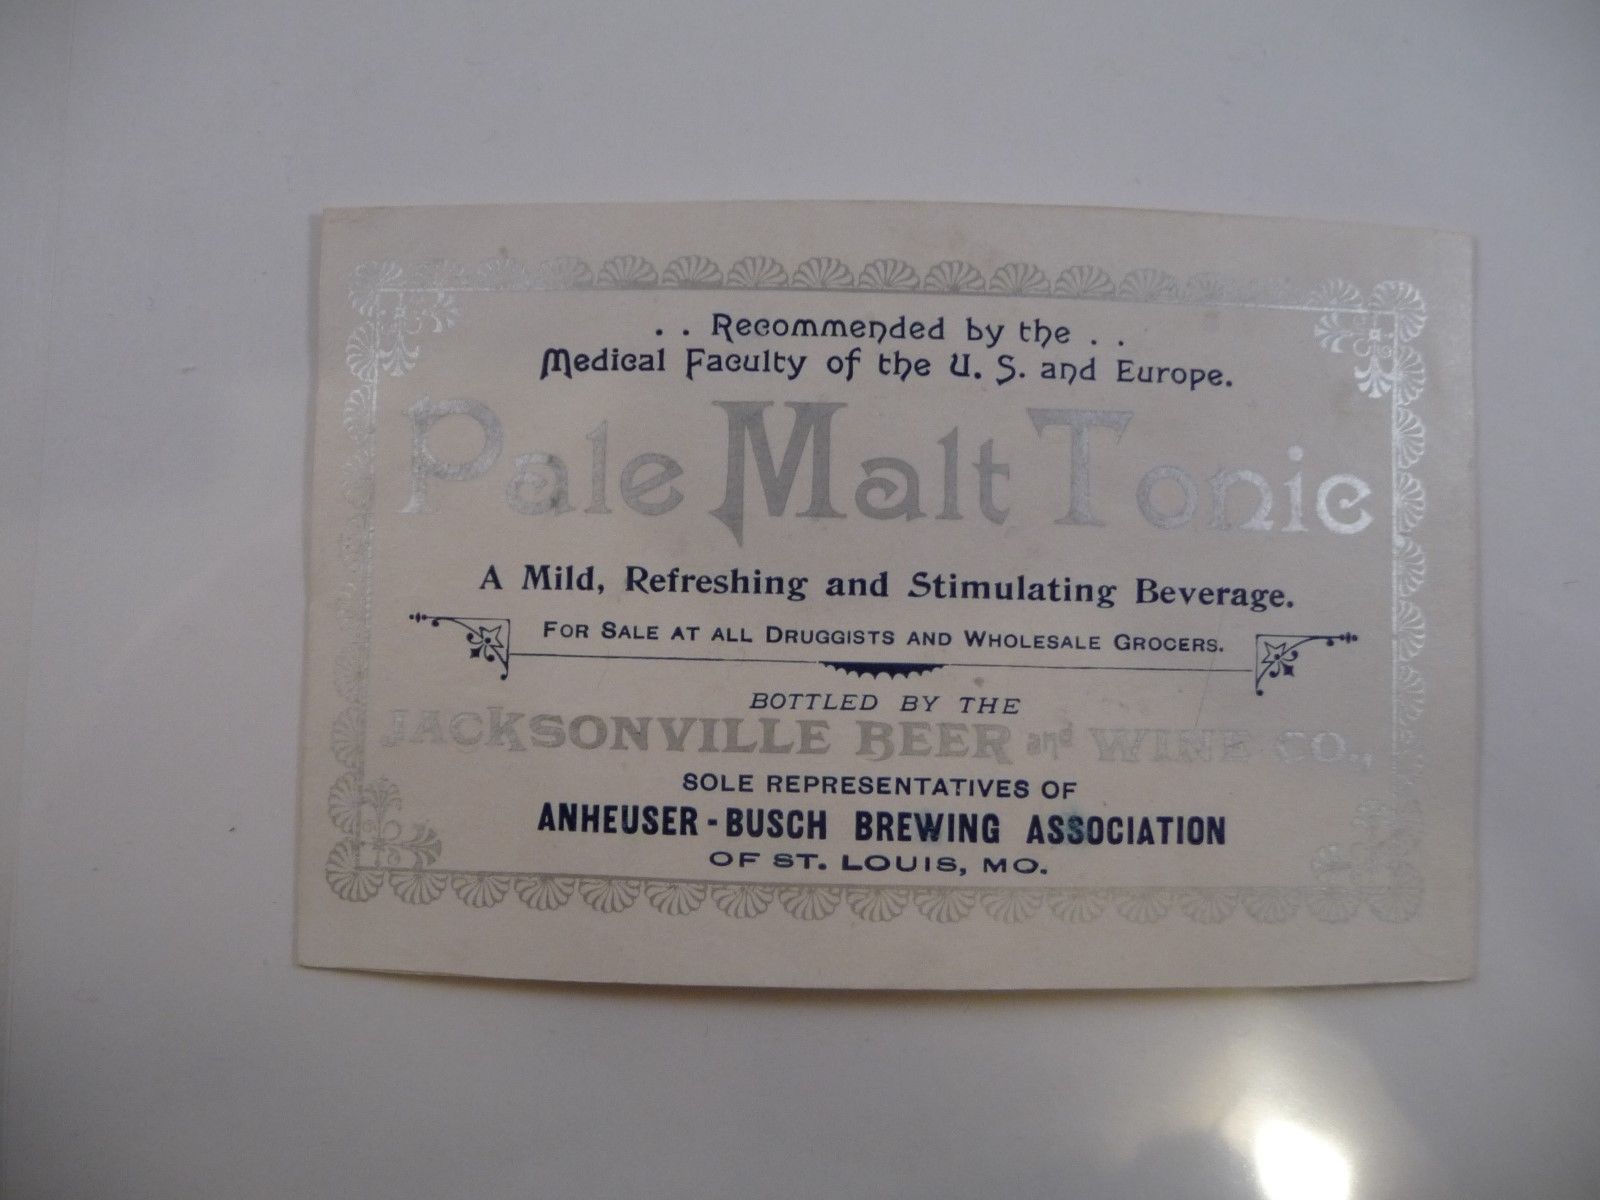 . . Recommended by the . .
Medical Faculty of the U. S. and Europe.
Pale Malt Tonic
A Mild, Refreshing and Stimulating Beverage.
FOR SALE AT ALL DRUGGISTS AND WHOLESALE GROCERS.
BOTTLED BY THE
JACKSONVILLE BEER and WINE CO.,
SOLE REPRESENTATIVES OF
ANHEUSER-BUSCH BREWING ASSOCIATION
OF ST. LOUIS, MO.